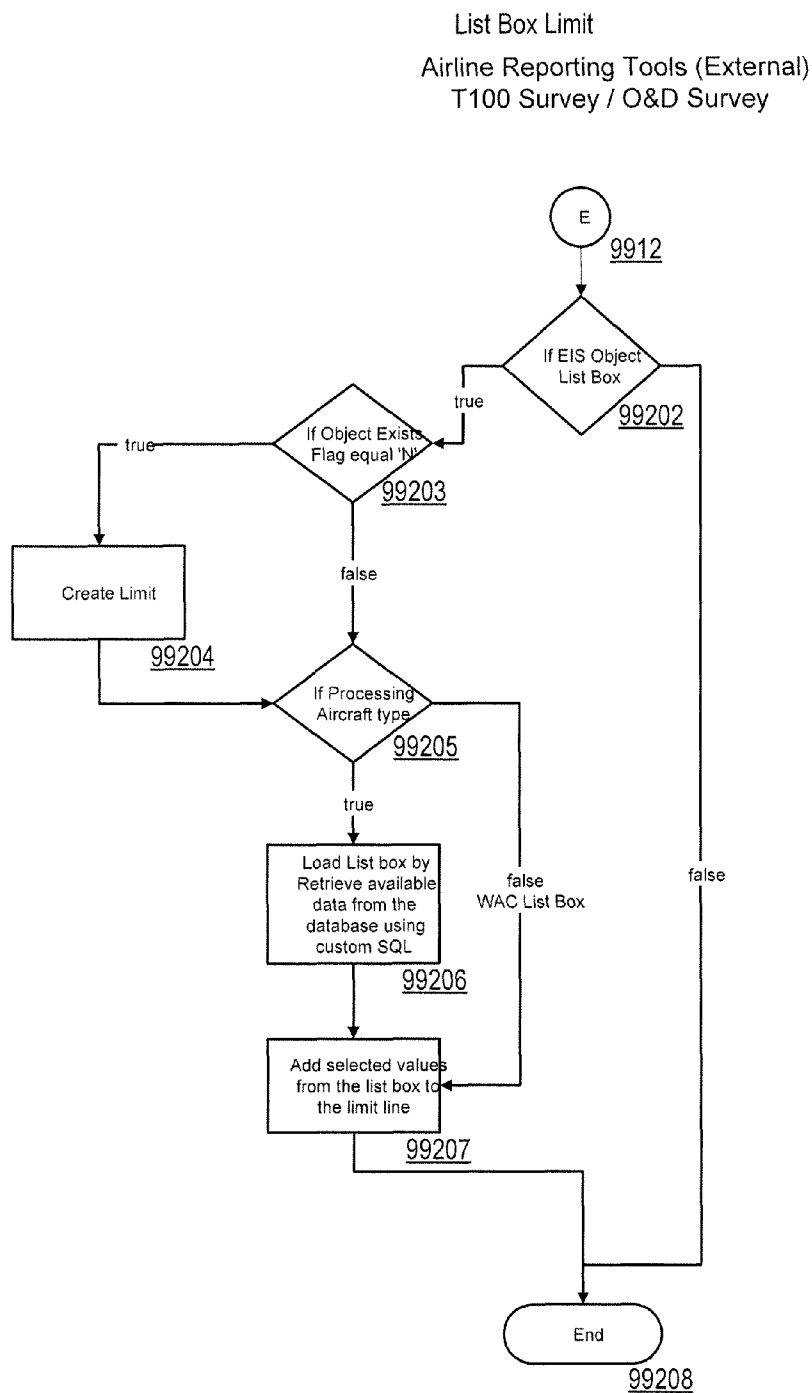 List Box Limit
Airline Reporting Tools (External)
T100 Survey / O&D Survey
E
9912
If EIS Object
List Box
99202
true
If Object Exists
Flag equal 'N'
99203
true
false
Create Limit
99204
If Processing
Aircraft type
99205
true
false
WAC List Box
false
Load List box by
Retrieve available
data from the
database using
custom SQL
99206
Add selected values
from the list box to
the limit line
99207
End
99208